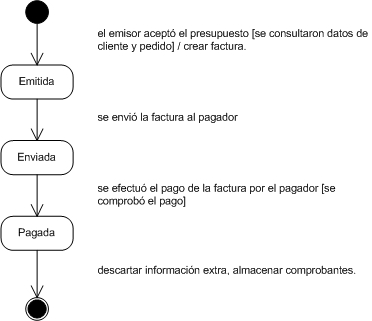 el emisor aceptó el presupuesto [se consultaron datos de
cliente y pedido] / crear factura.
Emitida
se envió la factura al pagador
Enviada
se efectuó el pago de la factura por el pagador [se
comprobó el pago]
Pagada
descartar información extra, almacenar comprobantes.